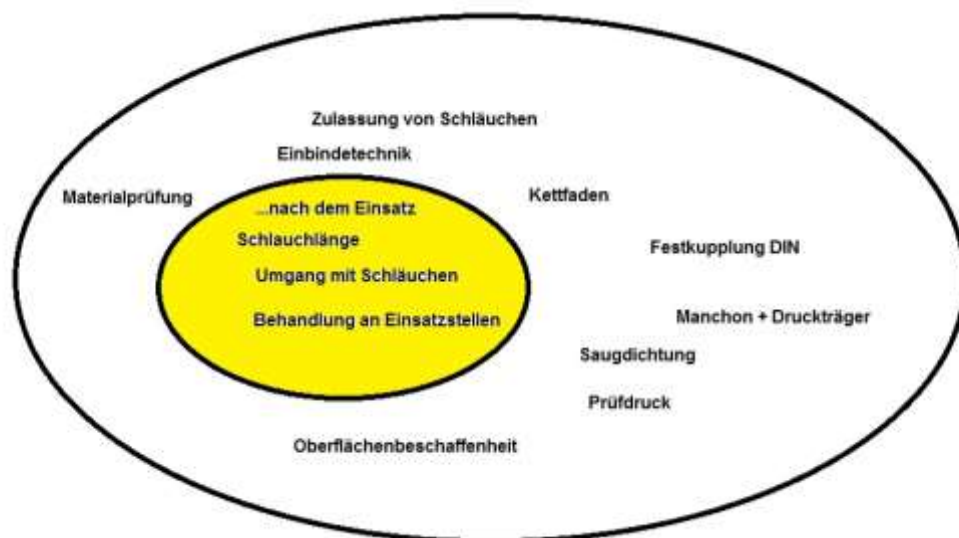 Zulassung von Schläuchen
Einbindetechnik
Materialprüfung
Kettfaden
...nach dem Einsatz
Schlauchlänge
Festkupplung DIN
Umgang mit Schläuchen
Manchon + Druckträger
Behandlung an Einsatzstellen
Saugdichtung
Prüfdruck
Oberflächenbeschaffenheit